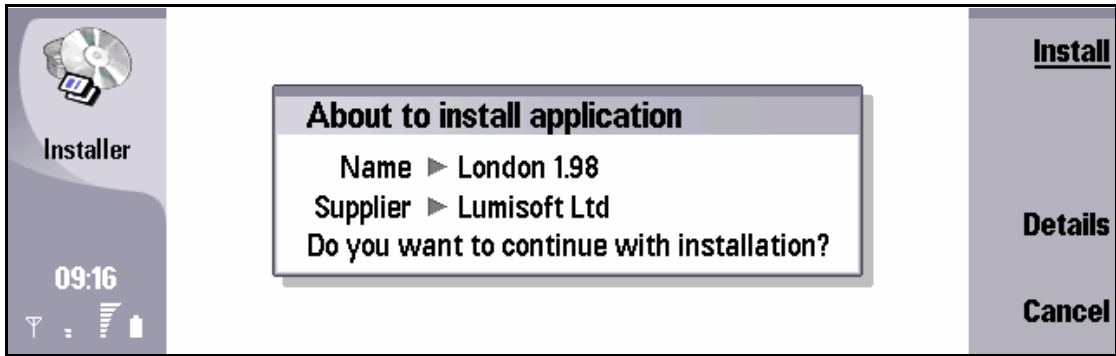 Installer
09:16
About to install application
Name ▶ London 1.98
Supplier ▶ Lumisoft Ltd
Do you want to continue with installation?
Install
Details
Cancel